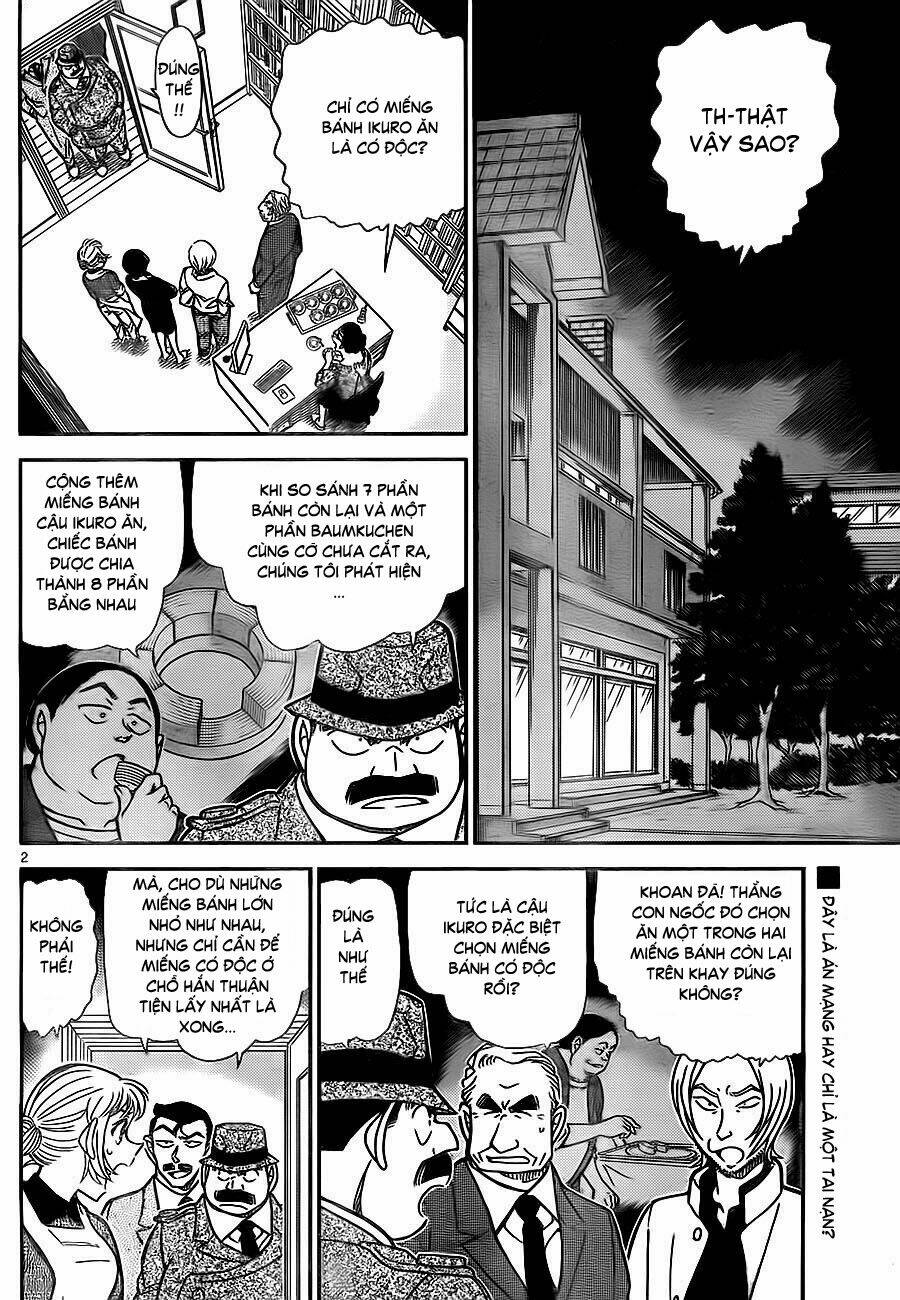 TH-THẬT
VẬY SAO?
CHỈ CÓ MIẾNG
BÁNH IKURO ĂN
LÀ CÓ ĐỘC?
ĐÚNG
THẾ
!!
KHI SO SÁNH 7 PHẦN
BÁNH CÒN LẠI VÀ MỘT
PHẦN BAUMKUCHEN
CÙNG CỠ CHƯA CẮT RA,
CHÚNG TÔI PHÁT HIỆN
...
CỘNG THÊM
MIẾNG BÁNH
CẬU IKURO ĂN,
CHIẾC BÁNH
ĐƯỢC CHIA
THÀNH 8 PHẦN
BẰNG NHAU
2
ĐÂY LÀ ÁN MẠNG HAY CHỈ LÀ MỘT TAI NẠN?
KHOAN ĐÃ! THẰNG
CON NGỐC ĐÓ CHỌN
ĂN MỘT TRONG HAI
MIẾNG BÁNH CÒN LẠI
TRÊN KHAY ĐÚNG
KHÔNG?
TỨC LÀ CẬU
IKURO ĐẶC BIỆT
CHỌN MIẾNG
BÁNH CÓ ĐỘC
RỒI?
ĐÚNG
LÀ
NHƯ
THẾ
MÀ, CHO DÙ NHỮNG
MIẾNG BÁNH LỚN
NHỎ NHƯ NHAU,
NHƯNG CHỈ CẦN ĐỂ
MIẾNG CÓ ĐỘC Ở
CHỖ HẮN THUẬN
TIỆN LẤY NHẤT LÀ
XONG...
KHÔNG
PHẢI
THẾ!